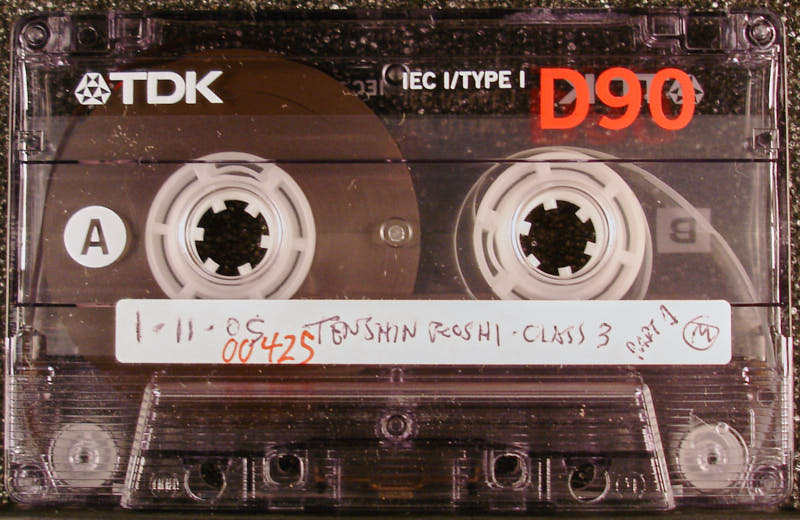 TDK IEC I/TYPE I D90
A
B
1-11-05 TENSHIN ROSHI - CLASS 3 PART 1 M
00425